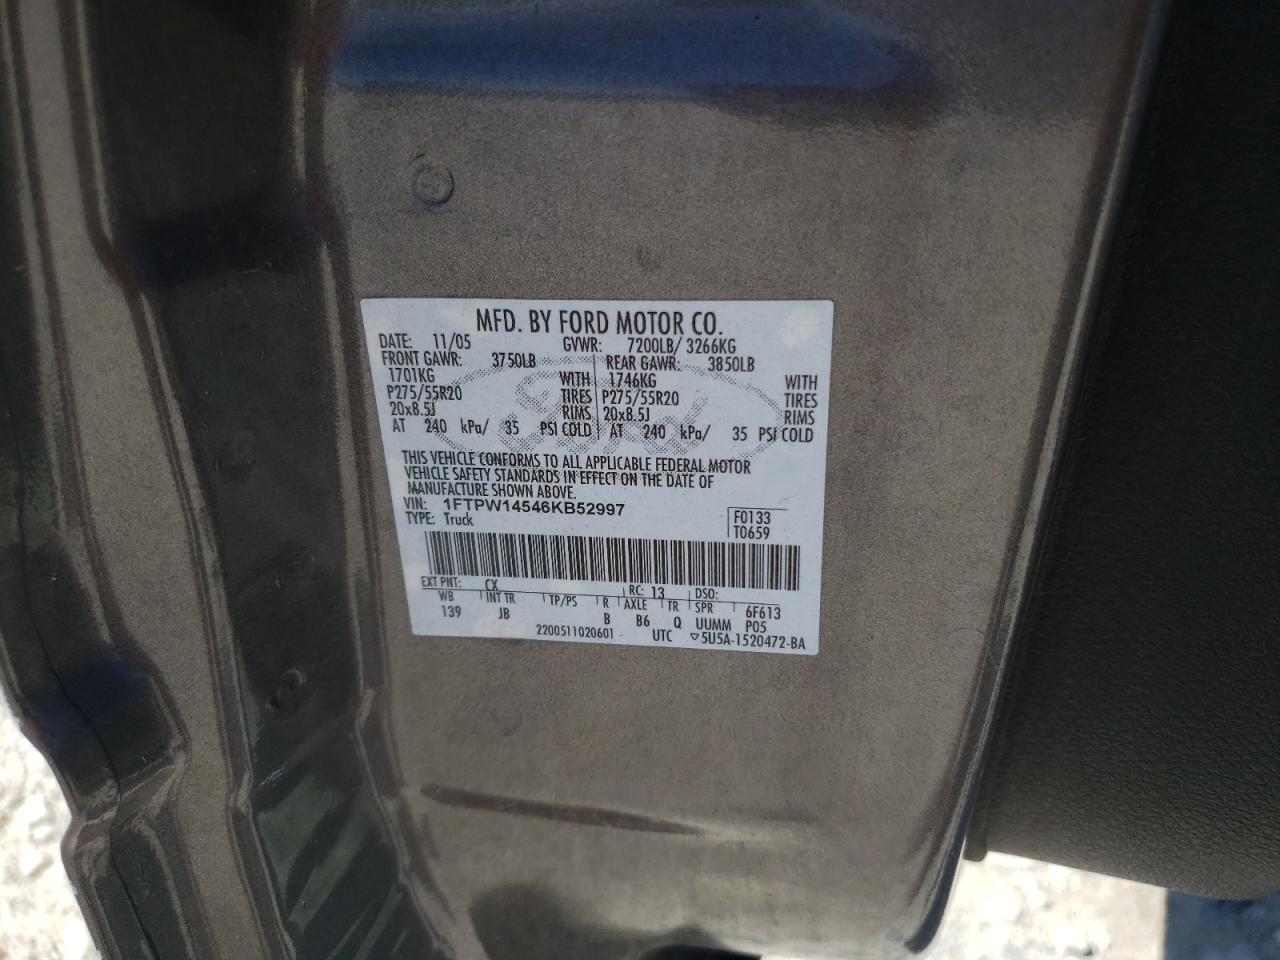 MFD. BY FORD MOTOR CO.
DATE: 11/05 GVWR: 7200LB/ 3266KG
FRONT GAWR: 3750LB REAR GAWR: 3850LB
1701KG WITH 1746KG WITH
P275/55R20 TIRES P275/55R20 TIRES
20x8.5J RIMS 20x8.5J RIMS
AT 240 kPa/ 35 PSI COLD AT 240 kPa/ 35 PSI COLD
THIS VEHICLE CONFORMS TO ALL APPLICABLE FEDERAL MOTOR
VEHICLE SAFETY STANDARDS IN EFFECT ON THE DATE OF
MANUFACTURE SHOWN ABOVE.
VIN: 1FTPW14546KB52997 F0133
TYPE: Truck T0659
EXT PNT: CX RC: 13 DSO:
WB INT TR TP/PS R AXLE TR SPR 6F613
139 JB B B6 Q UUMM P05
2200511020601 UTC ▽5U5A-1520472-BA
Ford